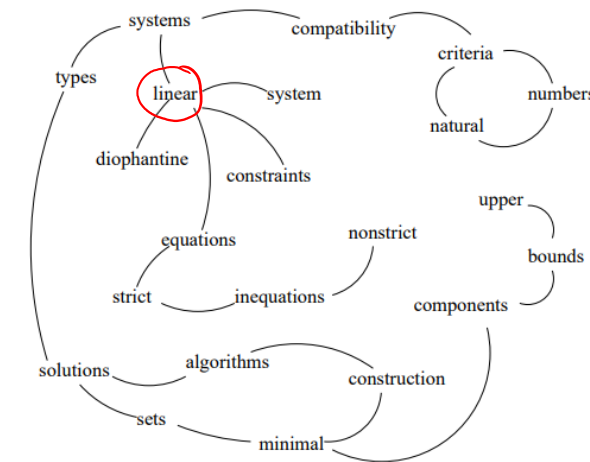 systems
compatibility
criteria
types
linear
system
numbers
natural
diophantine
constraints
upper
equations
nonstrict
bounds
strict
inequations
components
solutions
algorithms
construction
sets
minimal